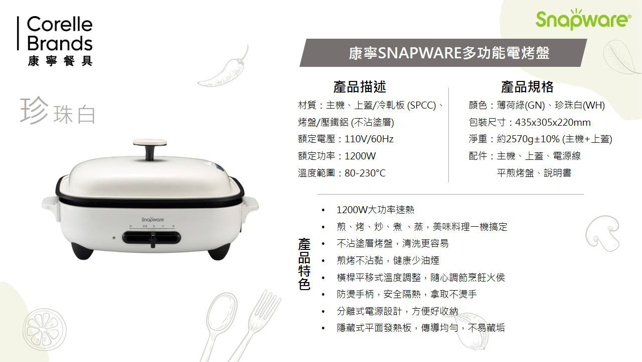 Corelle
Brands
康寧餐具
Snapware®
康寧SNAPWARE多功能電烤盤
珍珠白
Snapware
產品描述
材質：主機、上蓋/冷軋板 (SPCC)、
烤盤/壓鑄鋁 (不沾塗層)
額定電壓：110V/60Hz
額定功率：1200W
溫度範圍：80-230°C
產品規格
顏色：薄荷綠(GN)、珍珠白(WH)
包裝尺寸：435x305x220mm
淨重：約2570g±10% (主機+上蓋)
配件：主機、上蓋、電源線
平煎烤盤、說明書
產品特色
• 1200W大功率速熱
• 煎、烤、炒、煮 、蒸，美味料理一機搞定
• 不沾塗層烤盤，清洗更容易
• 煎烤不沾黏，健康少油煙
• 橫桿平移式溫度調整，隨心調節烹飪火侯
• 防燙手柄，安全隔熱，拿取不燙手
• 分離式電源設計，方便好收納
• 隱藏式平面發熱板，傳導均勻，不易藏垢